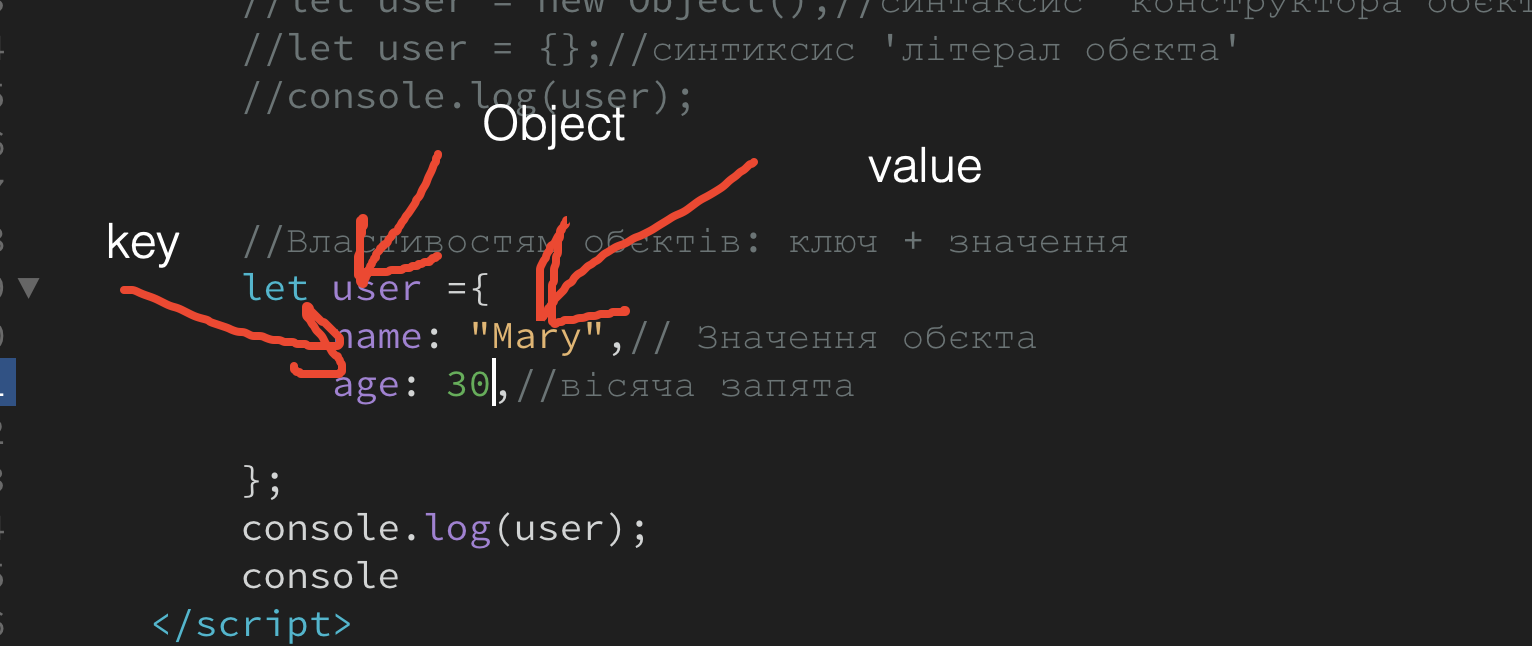 //let user = new Object();//синтаксис 'конструктора обєкт
//let user = {};//синтиксис 'літерал обєкта'
//console.log(user);
Object
value
key
//Властивостям обєктів: ключ + значення
let user ={
name: "Mary",// Значення обєкта
age: 30,//вісяча запята
};
console.log(user);
console
</script>